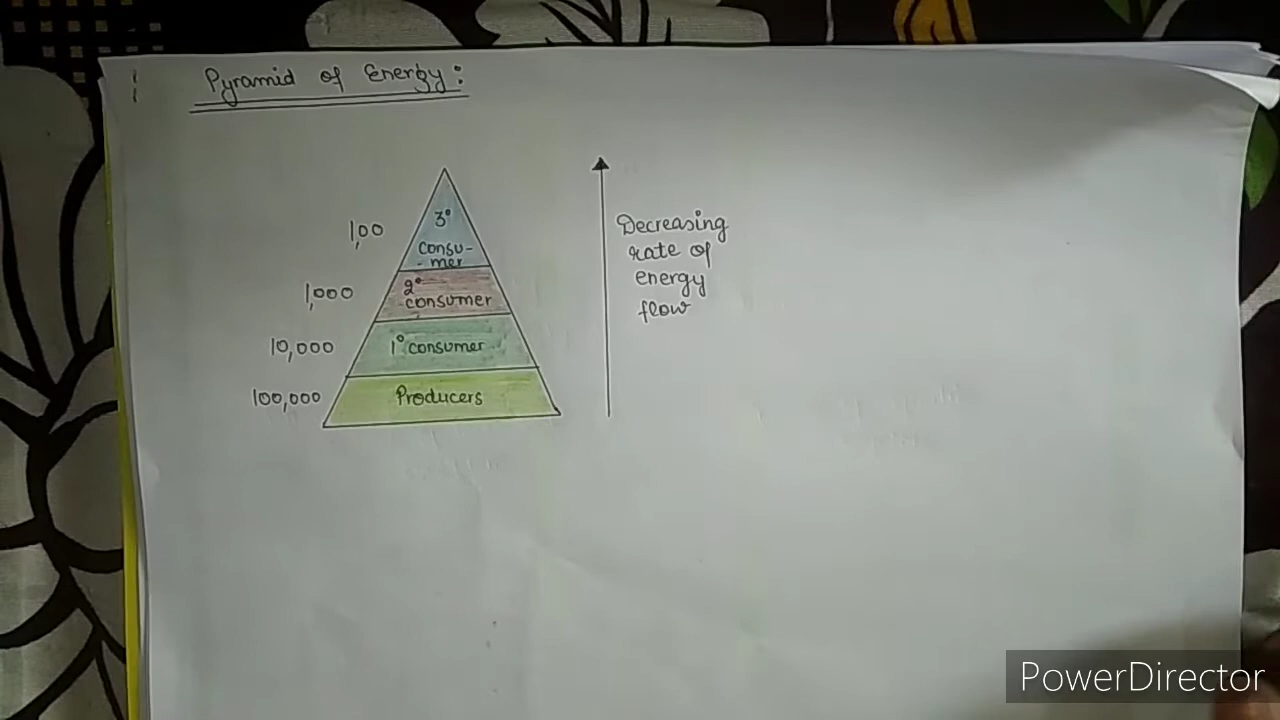 Pyramid of Energy:
1,00
3°
consu-
-mer
1,000
2°
consumer
10,000
1° consumer
100,000
Producers
Decreasing
rate of
energy
flow
PowerDirector